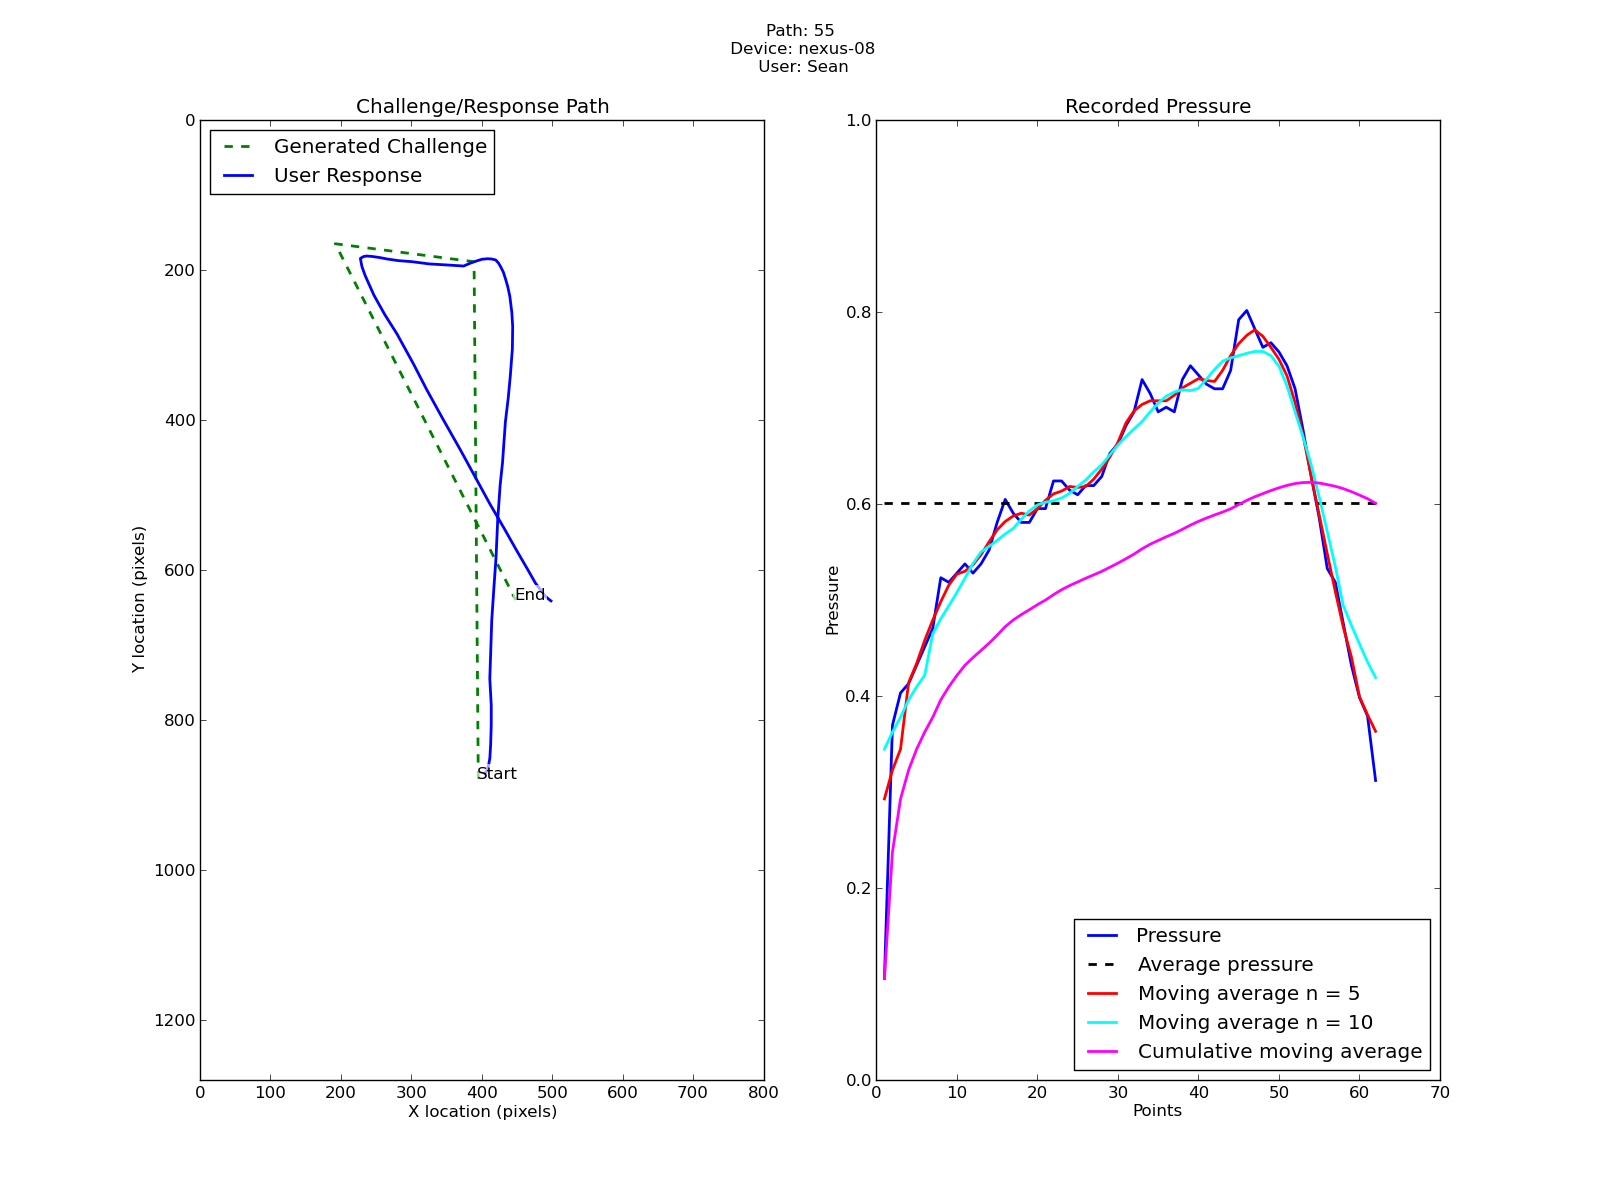 Path: 55
Device: nexus-08
User: Sean
Challenge/Response Path
Generated Challenge
User Response
0
200
400
600
800
1000
1200
Y location (pixels)
End
Start
0 100 200 300 400 500 600 700 800
X location (pixels)
Recorded Pressure
1.0
0.8
0.6
0.4
0.2
0.0
Pressure
Pressure
Average pressure
Moving average n = 5
Moving average n = 10
Cumulative moving average
0 10 20 30 40 50 60 70
Points